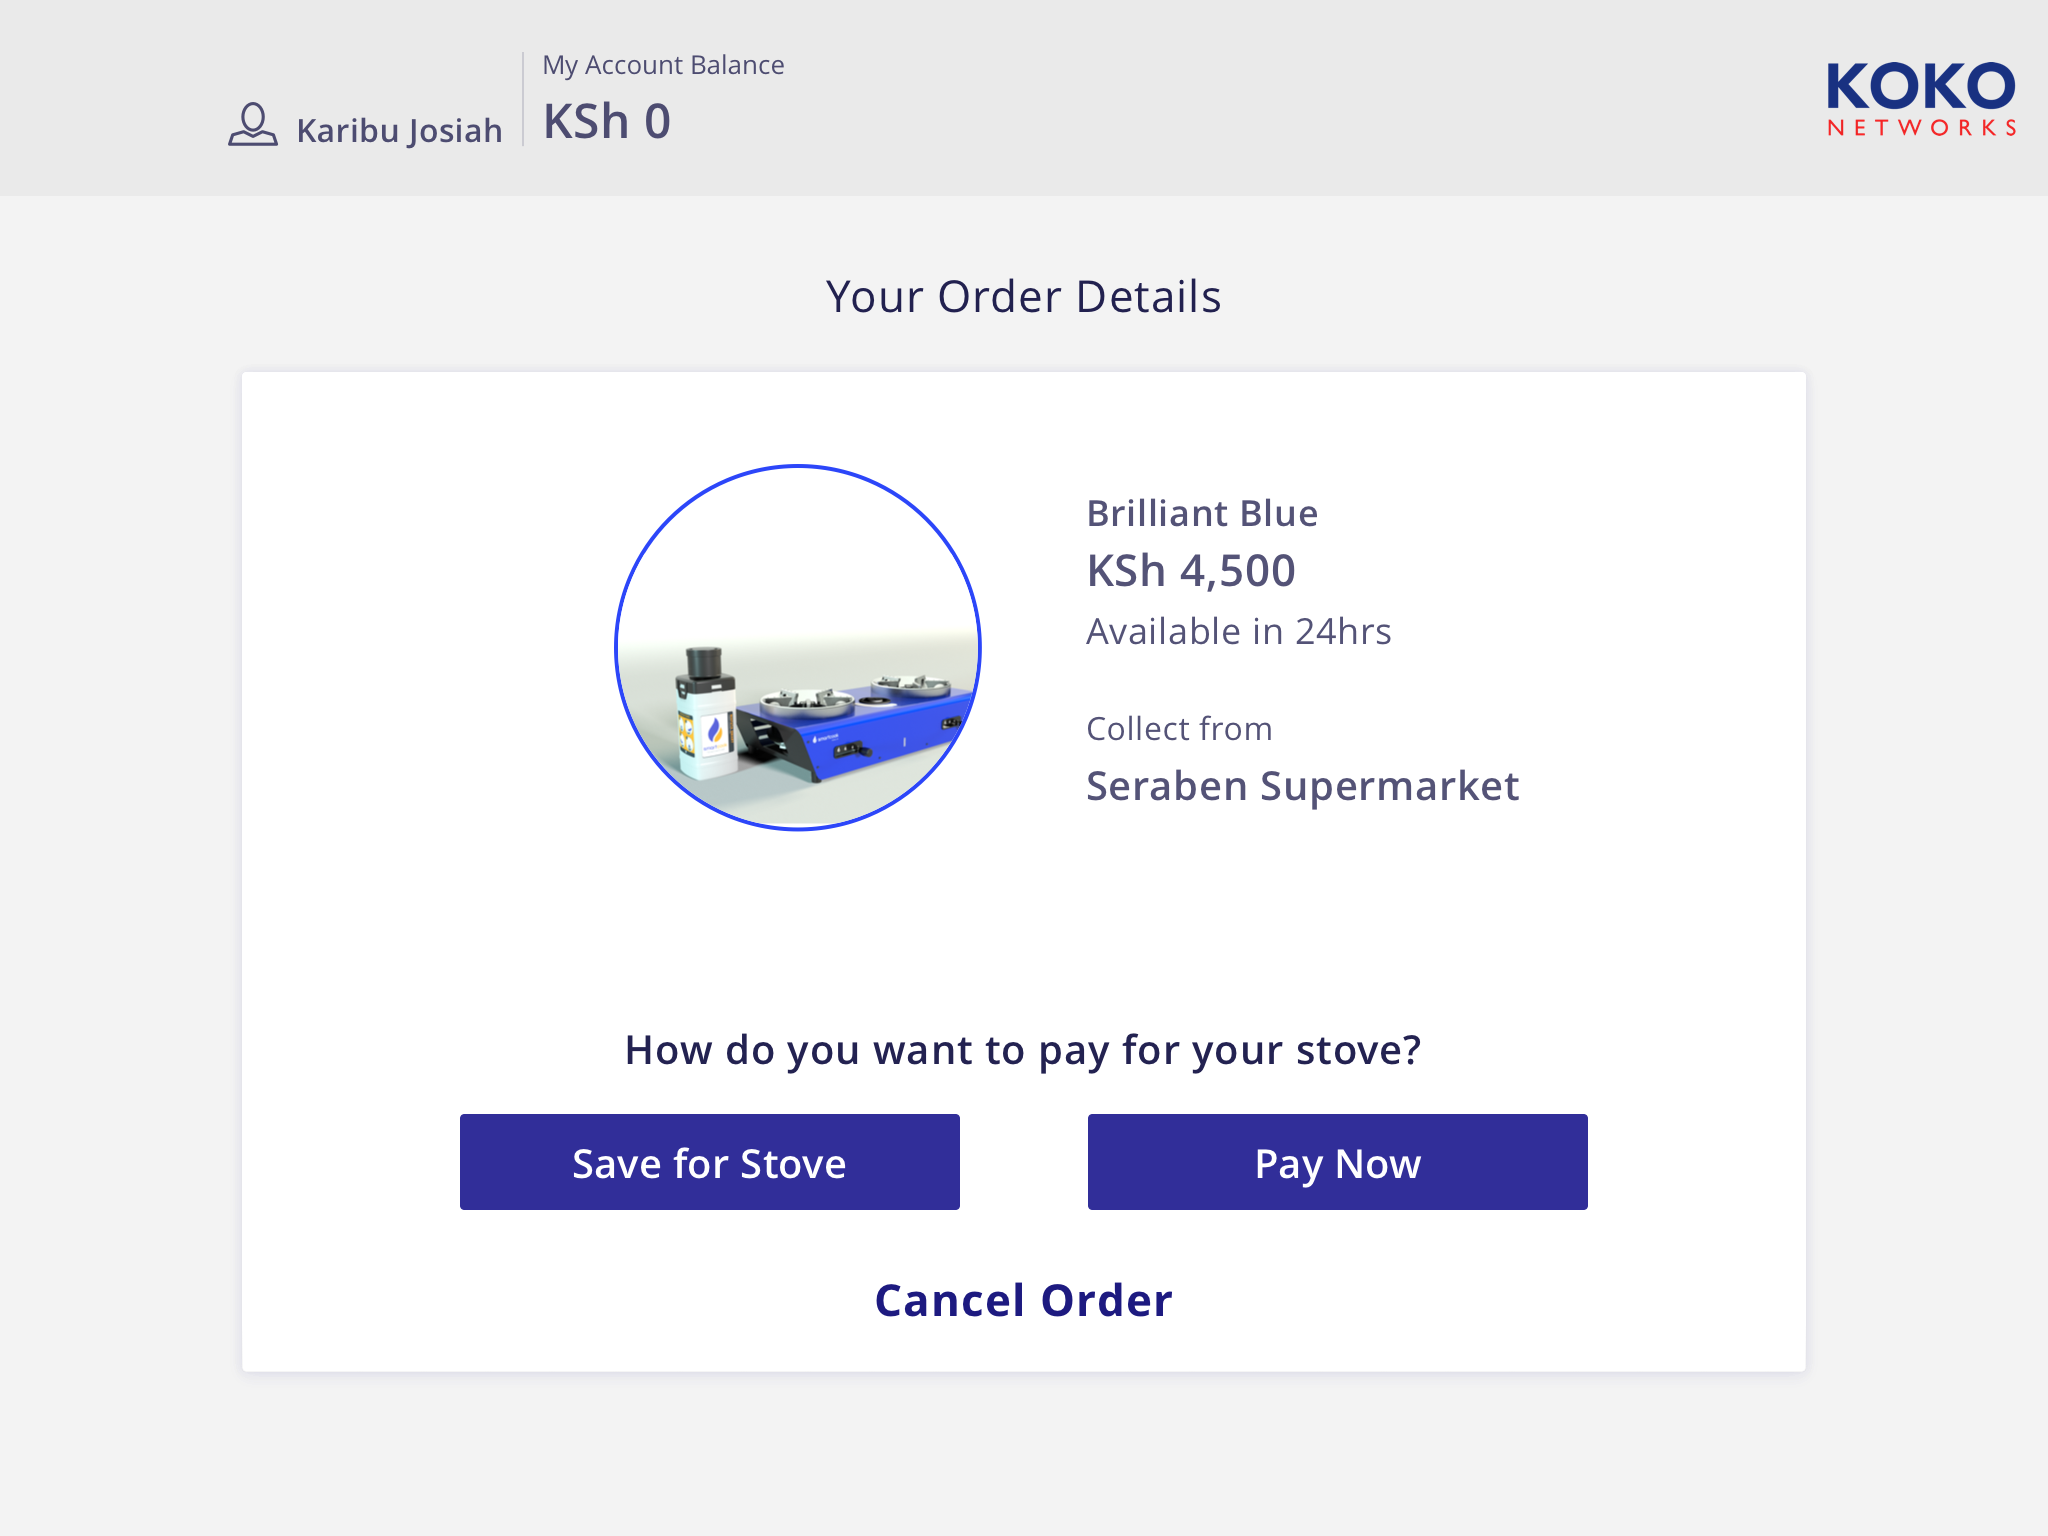 Karibu Josiah
My Account Balance
KSh 0
KOKO
NETWORKS
Your Order Details
Brilliant Blue
KSh 4,500
Available in 24hrs
Collect from
Seraben Supermarket
How do you want to pay for your stove?
Save for Stove
Pay Now
Cancel Order